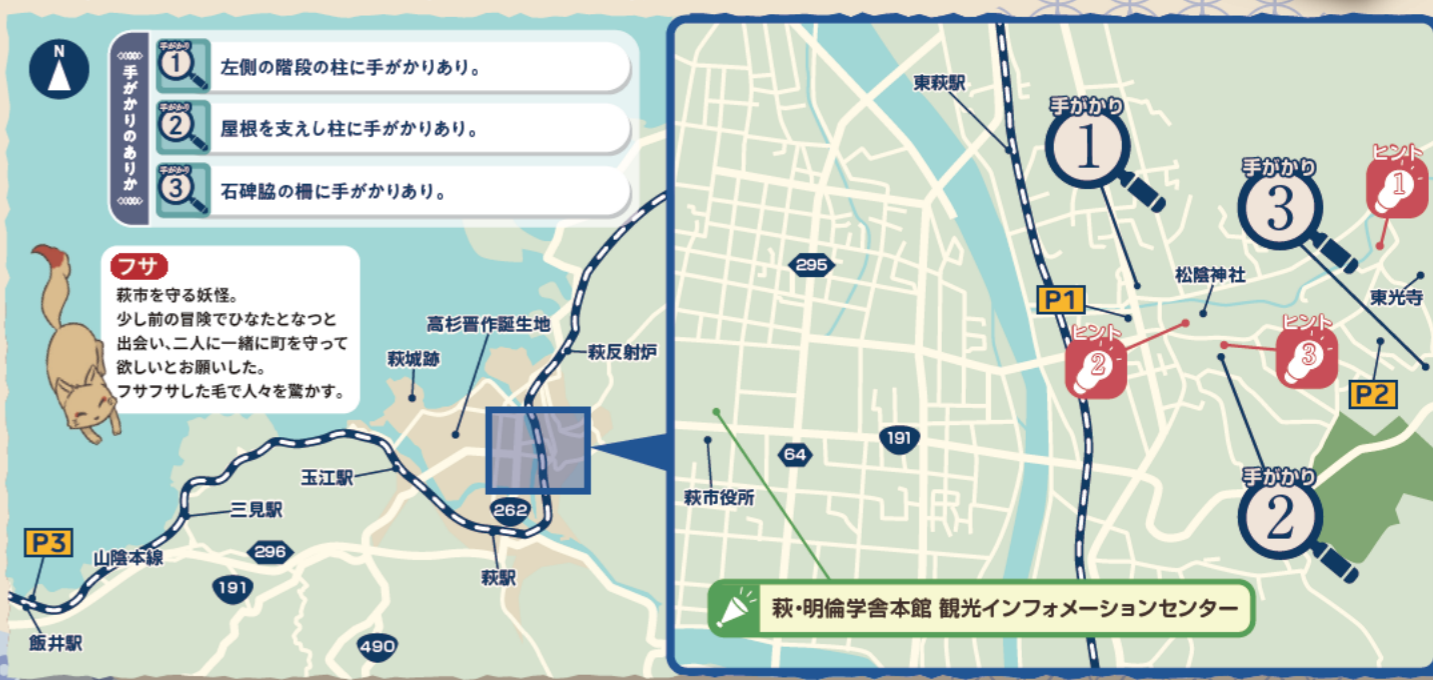 N
手がかりのありか
手がかり
1
左側の階段の柱に手がかりあり。
手がかり
2
屋根を支えし柱に手がかりあり。
手がかり
3
石碑脇の柵に手がかりあり。
フサ
萩市を守る妖怪。
少し前の冒険でひなたとなつと
出会い、二人に一緒に町を守って
欲しいとお願いした。
フサフサした毛で人々を驚かす。
高杉晋作誕生地
萩城跡
萩反射炉
玉江駅
三見駅
262
P3
山陰本線
296
萩駅
191
飯井駅
490
東萩駅
手がかり
1
手がかり
3
ヒント
1
295
松陰神社
P1
東光寺
ヒント
2
ヒント
3
P2
191
64
萩市役所
手がかり
2
萩・明倫学舎本館 観光インフォメーションセンター